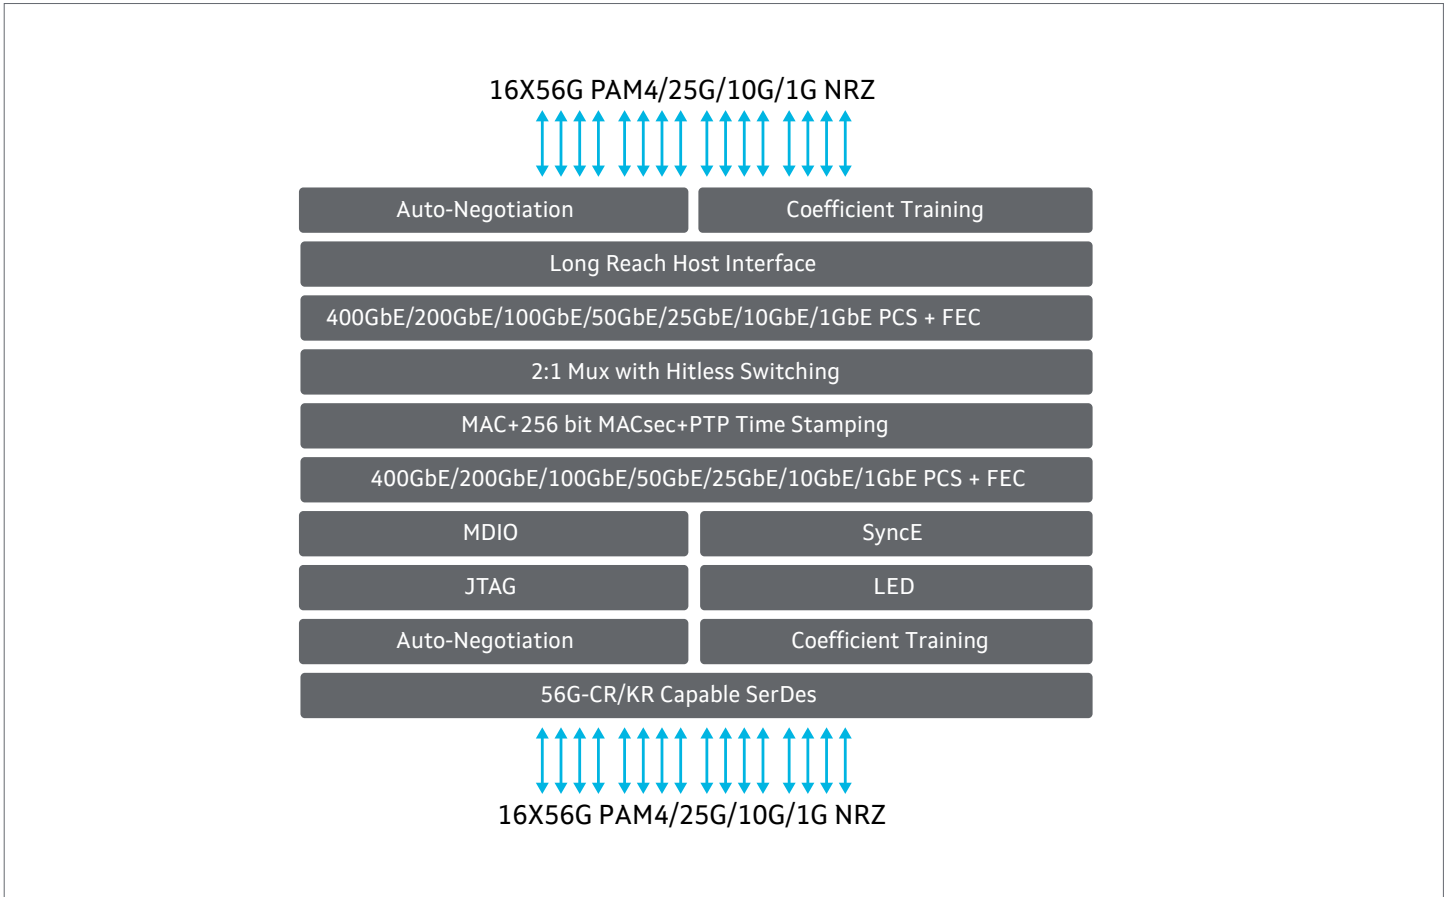 16X56G PAM4/25G/10G/1G NRZ
Auto-Negotiation
Coefficient Training
Long Reach Host Interface
400GbE/200GbE/100GbE/50GbE/25GbE/10GbE/1GbE PCS + FEC
2:1 Mux with Hitless Switching
MAC+256 bit MACsec+PTP Time Stamping
400GbE/200GbE/100GbE/50GbE/25GbE/10GbE/1GbE PCS + FEC
MDIO
SyncE
JTAG
LED
Auto-Negotiation
Coefficient Training
56G-CR/KR Capable SerDes
16X56G PAM4/25G/10G/1G NRZ